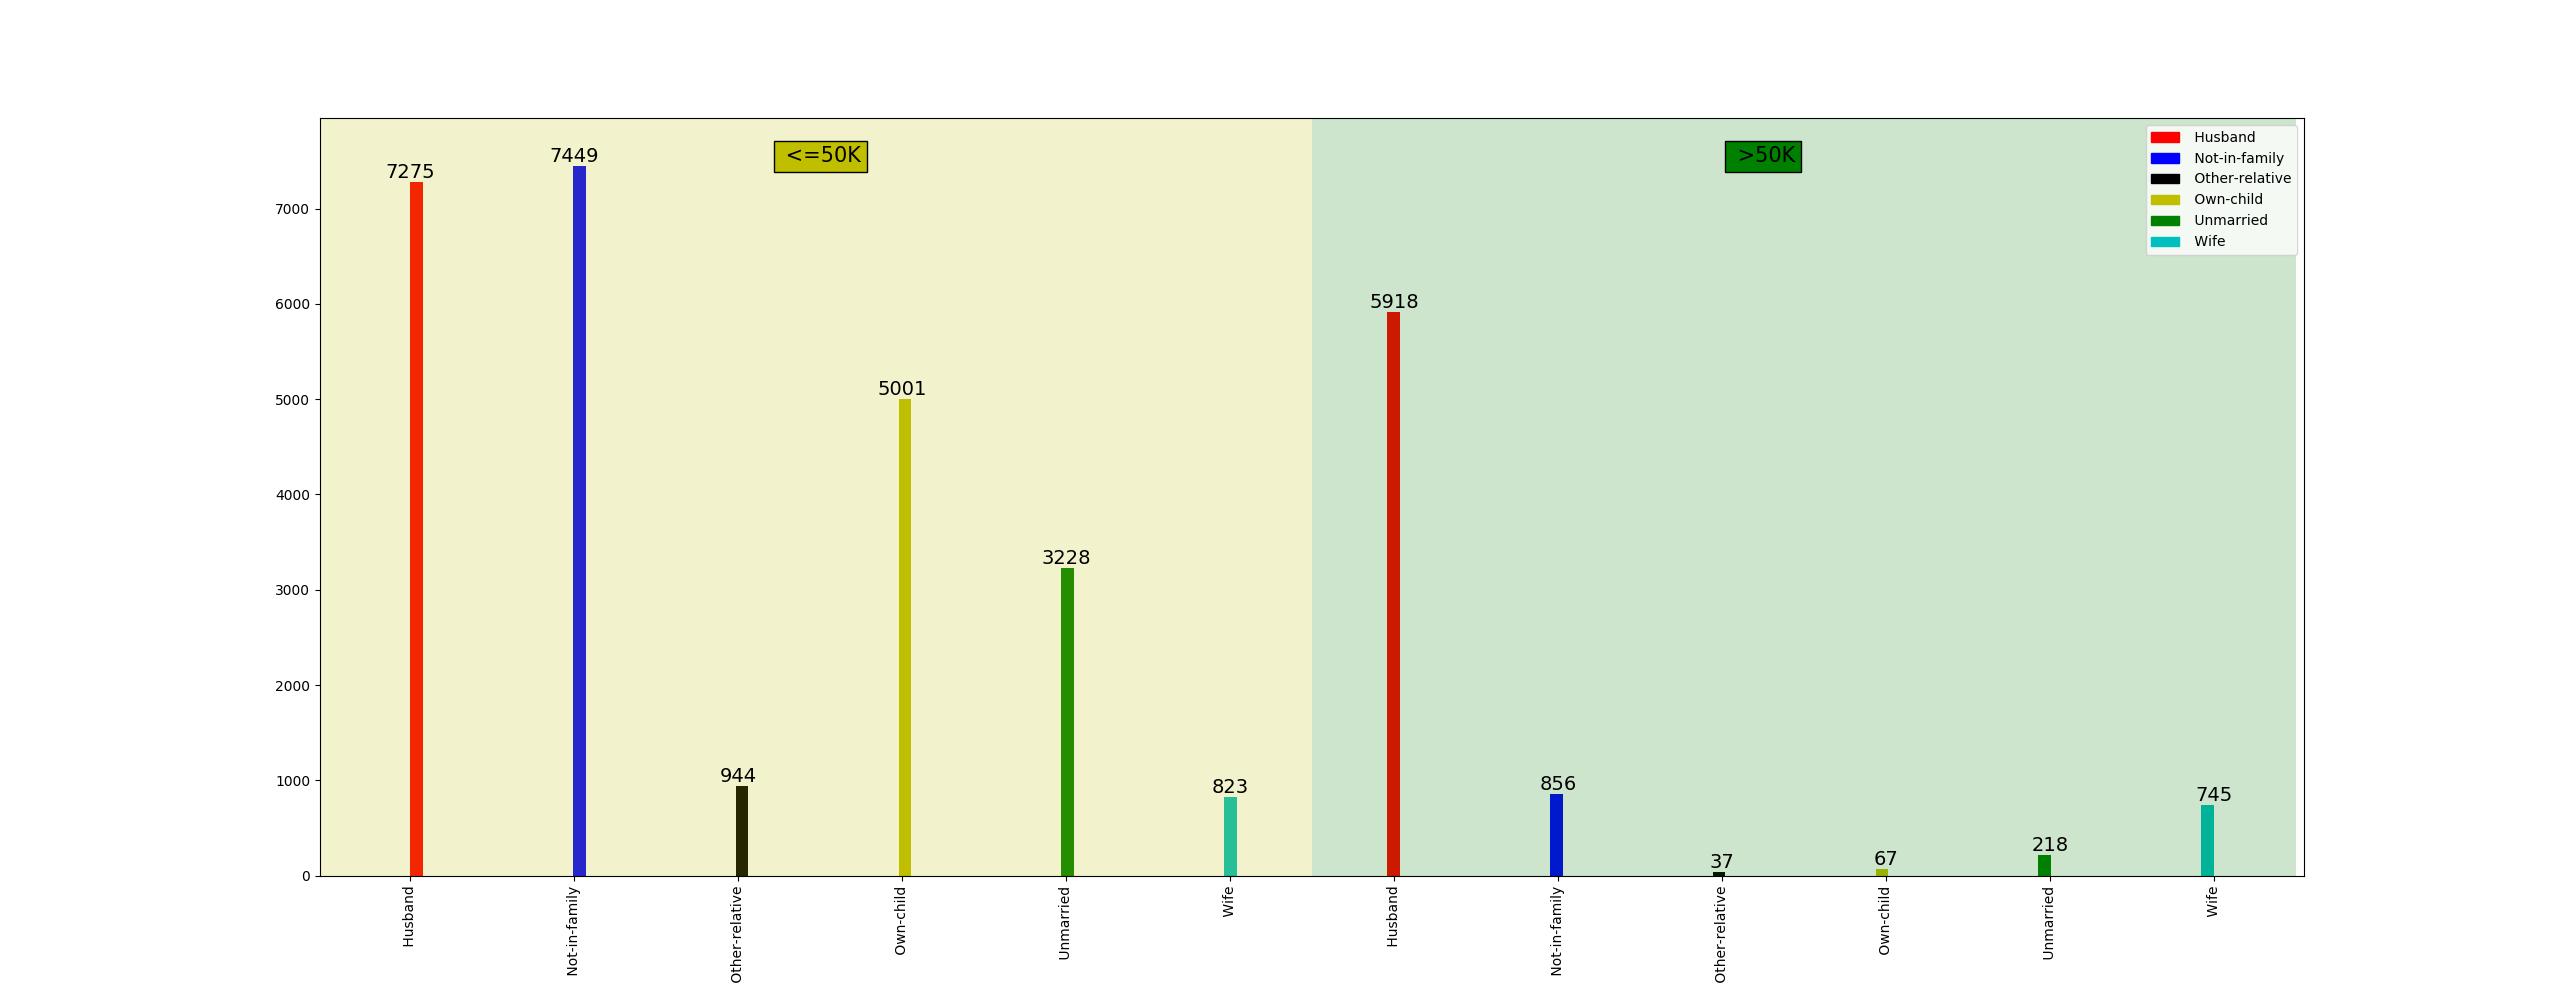 <=50K
>50K
Husband
Not-in-family
Other-relative
Own-child
Unmarried
Wife
7275
7449
944
5001
3228
823
5918
856
37
67
218
745
7000
6000
5000
4000
3000
2000
1000
0
Husband
Not-in-family
Other-relative
Own-child
Unmarried
Wife
Husband
Not-in-family
Other-relative
Own-child
Unmarried
Wife